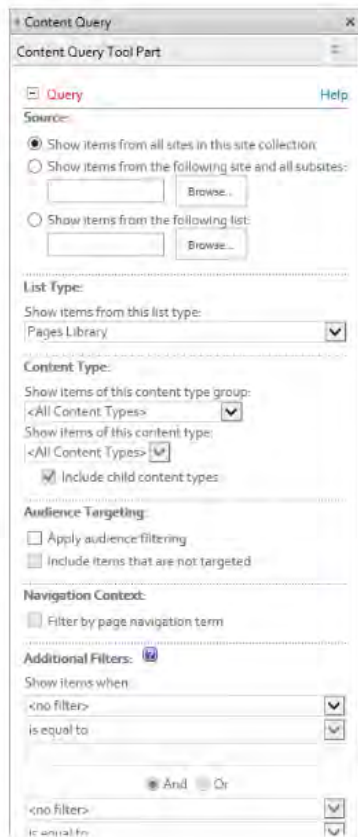 Content Query
Content Query Tool Part
Query Help
Source:
Show items from all sites in this site collection
Show items from the following site and all subsites:
Browse...
Show items from the following list:
Browse...
List Type:
Show items from this list type:
Pages Library
Content Type:
Show items of this content type group:
<All Content Types>
Show items of this content type:
<All Content Types>
Include child content types
Audience Targeting:
Apply audience filtering
Include items that are not targeted
Navigation Context:
Filter by page navigation term
Additional Filters:
Show items when:
<no filter>
is equal to
And Or
<no filter>
is equal to